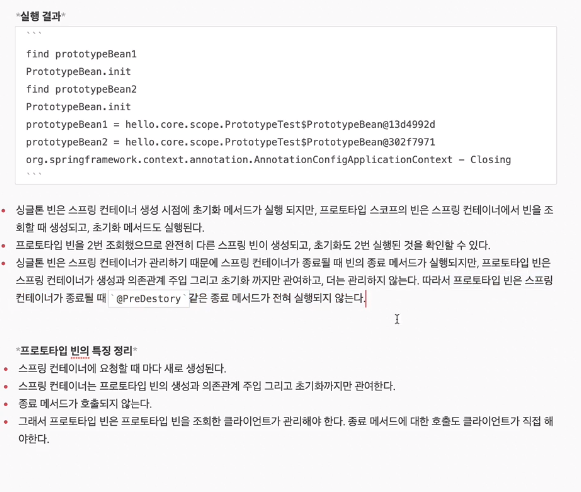 *실행 결과*
```
find prototypeBean1
PrototypeBean.init
find prototypeBean2
PrototypeBean.init
prototypeBean1 = hello.core.scope.PrototypeTest$PrototypeBean@13d4992d
prototypeBean2 = hello.core.scope.PrototypeTest$PrototypeBean@302f7971
org.springframework.context.annotation.AnnotationConfigApplicationContext - Closing
```
• 싱글톤 빈은 스프링 컨테이너 생성 시점에 초기화 메서드가 실행 되지만, 프로토타입 스코프의 빈은 스프링 컨테이너에서 빈을 조
회할 때 생성되고, 초기화 메서드도 실행된다.
• 프로토타입 빈을 2번 조회했으므로 완전히 다른 스프링 빈이 생성되고, 초기화도 2번 실행된 것을 확인할 수 있다.
• 싱글톤 빈은 스프링 컨테이너가 관리하기 때문에 스프링 컨테이너가 종료될 때 빈의 종료 메서드가 실행되지만, 프로토타입 빈은
스프링 컨테이너가 생성과 의존관계 주입 그리고 초기화 까지만 관여하고, 더는 관리하지 않는다. 따라서 프로토타입 빈은 스프링
컨테이너가 종료될 때 `@PreDestory` 같은 종료 메서드가 전혀 실행되지 않는다.
*프로토타입 빈의 특징 정리*
• 스프링 컨테이너에 요청할 때 마다 새로 생성된다.
• 스프링 컨테이너는 프로토타입 빈의 생성과 의존관계 주입 그리고 초기화까지만 관여한다.
• 종료 메서드가 호출되지 않는다.
• 그래서 프로토타입 빈은 프로토타입 빈을 조회한 클라이언트가 관리해야 한다. 종료 메서드에 대한 호출도 클라이언트가 직접 해
야한다.